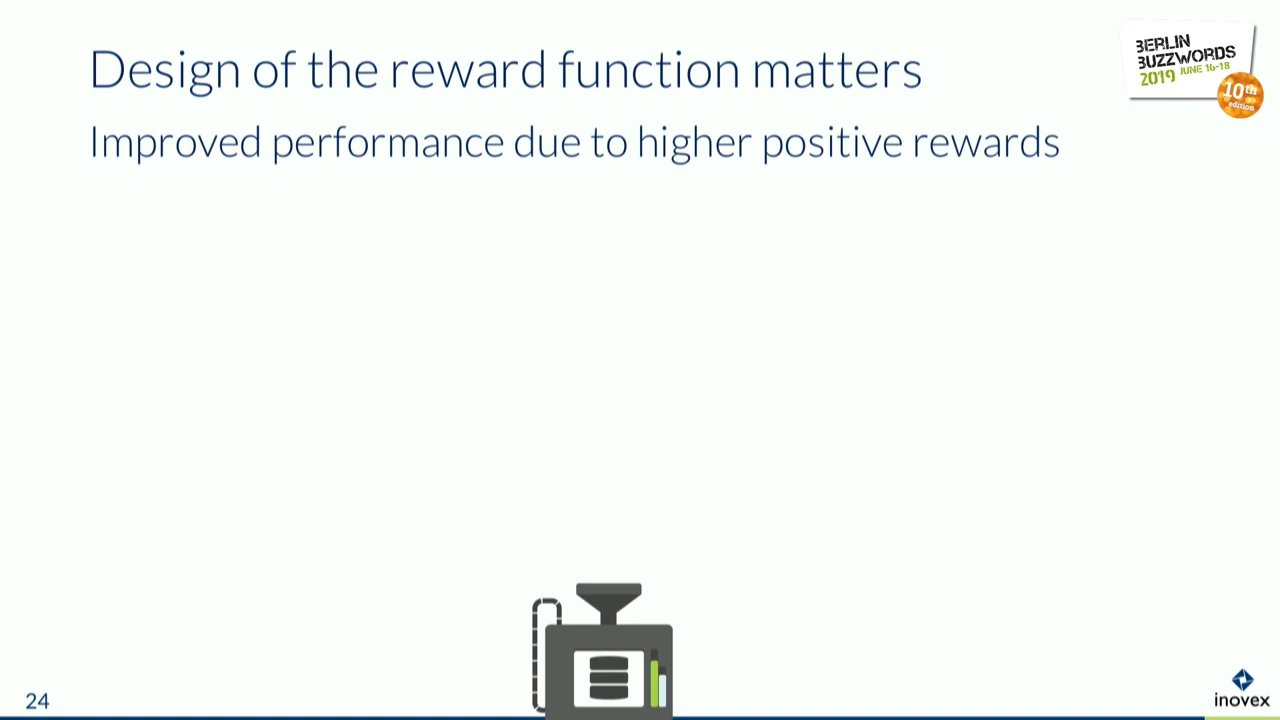 Design of the reward function matters
Improved performance due to higher positive rewards
BERLIN
BUZZWORDS
2019 JUNE 16-18
10th
edition
24
inovex